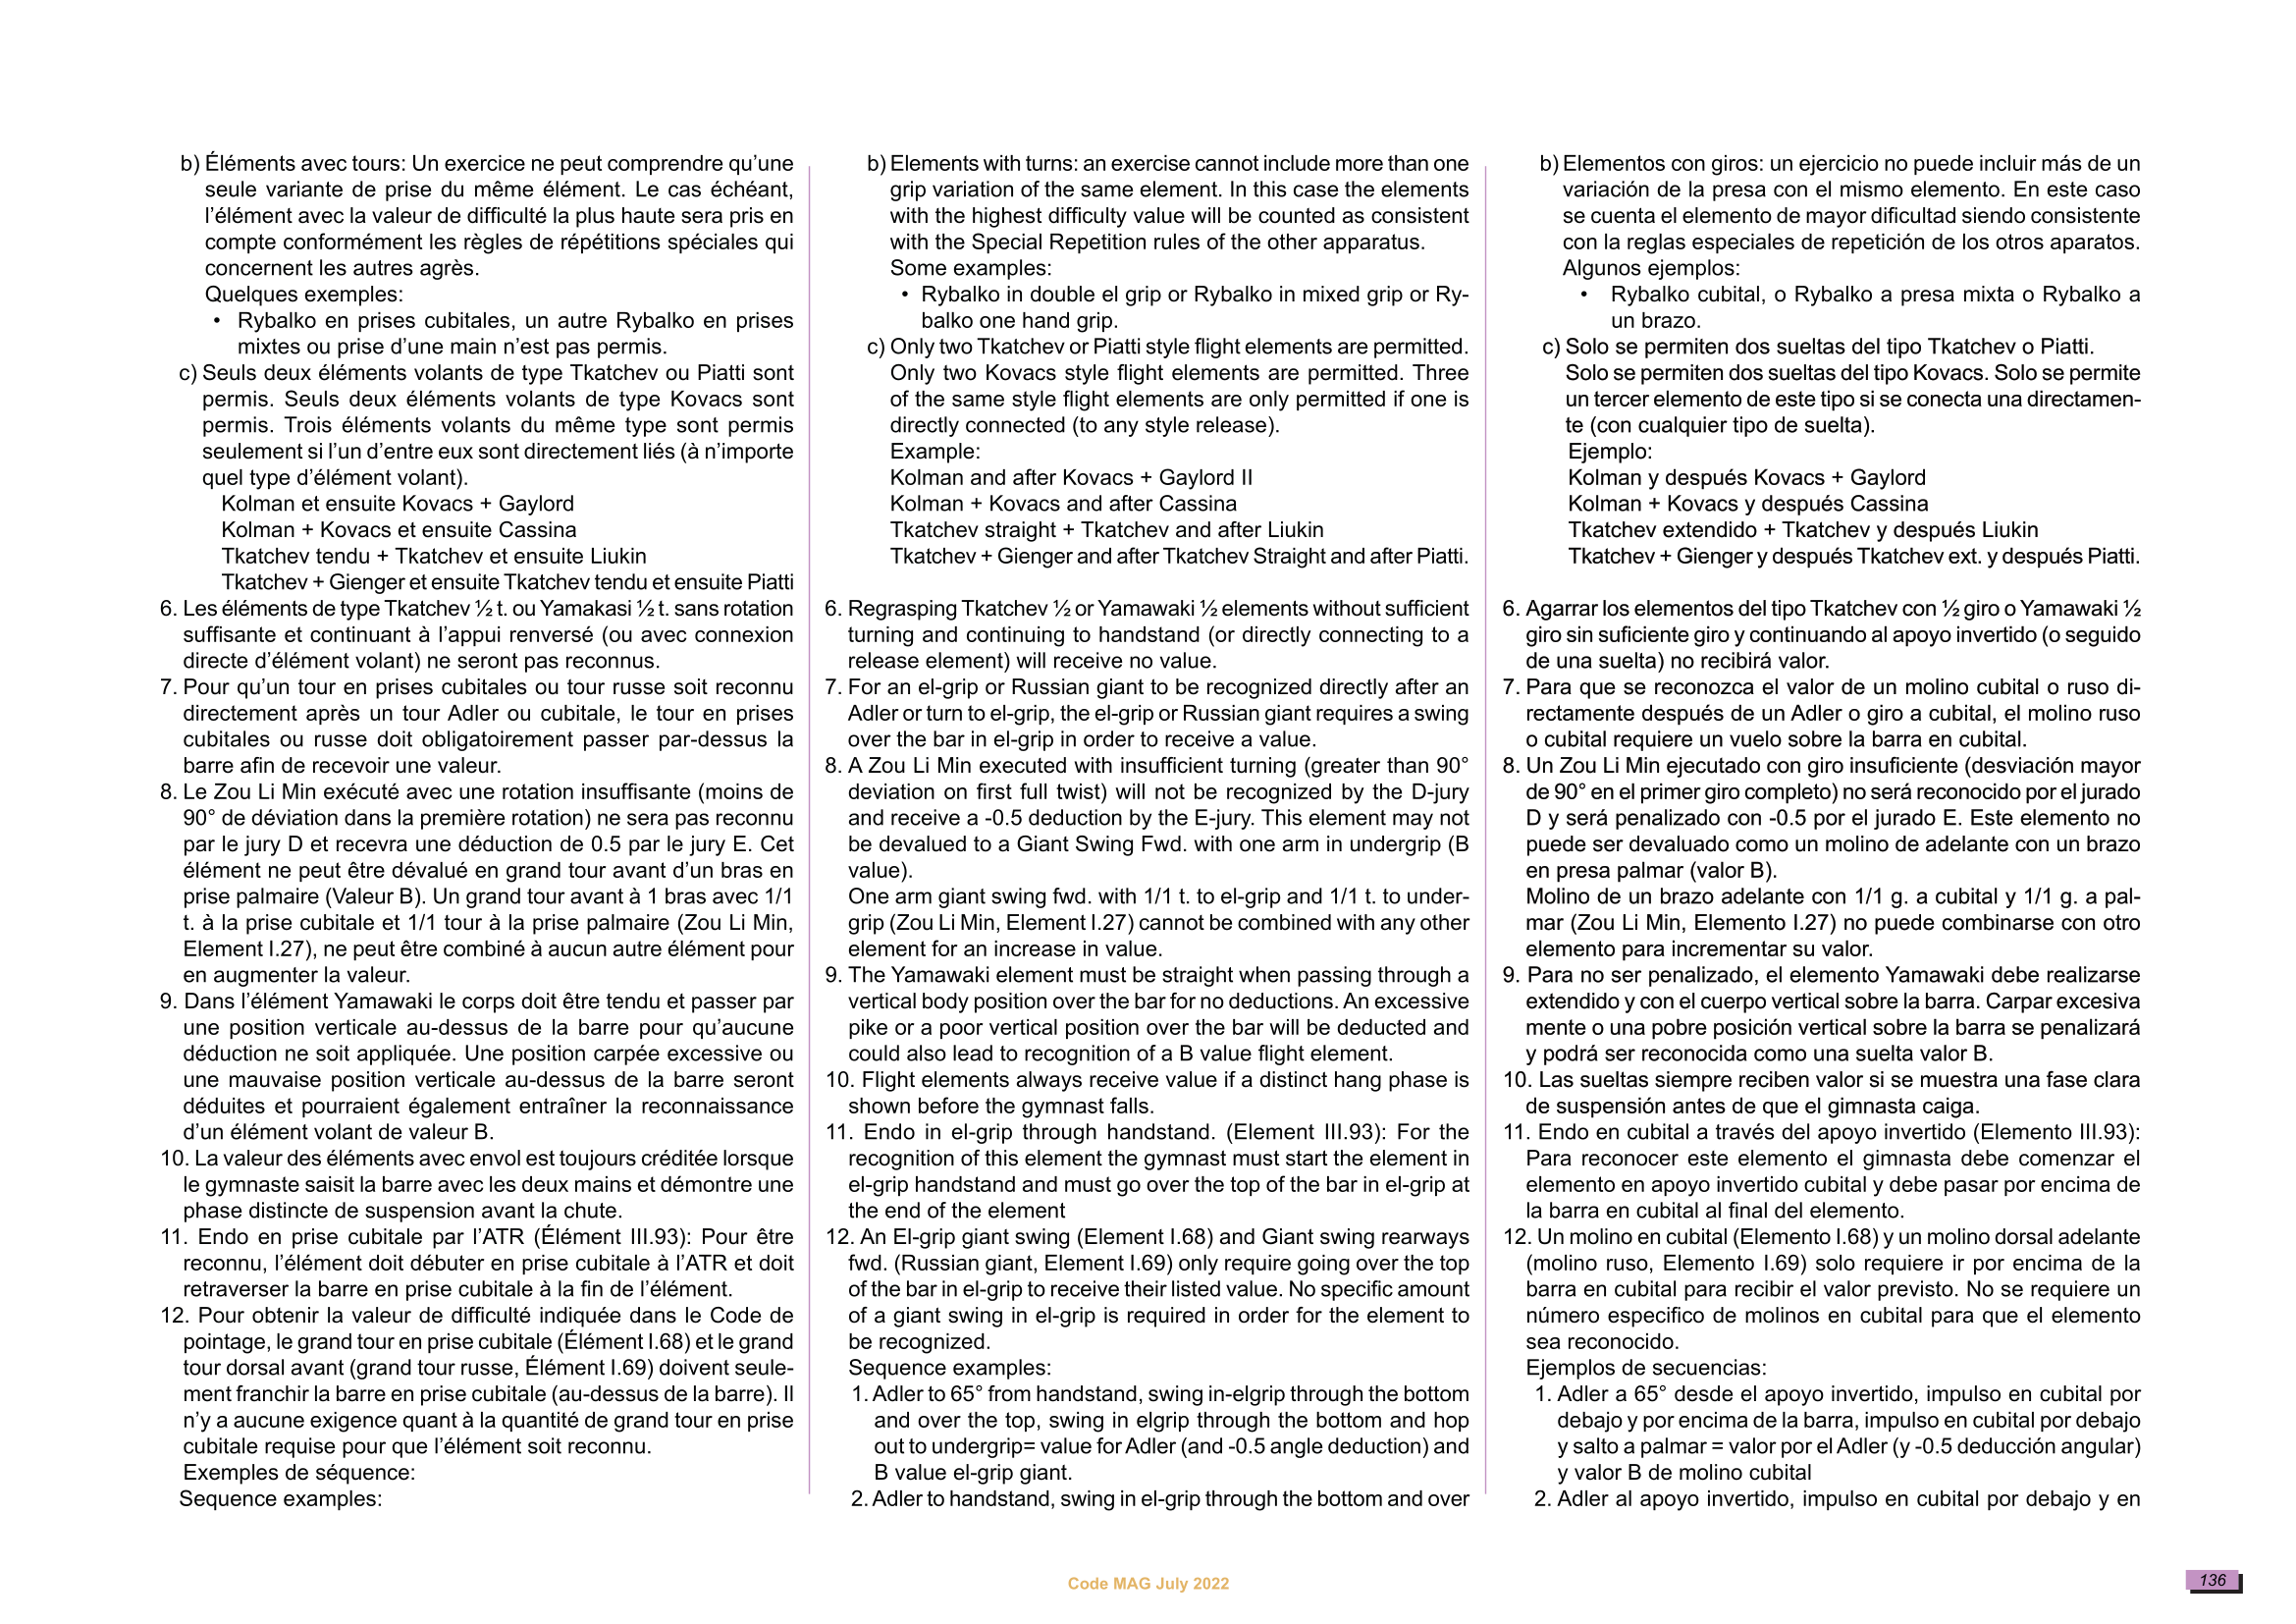 b) Éléments avec tours: Un exercice ne peut comprendre qu’une
seule variante de prise du même élément. Le cas échéant,
l’élément avec la valeur de difficulté la plus haute sera pris en
compte conformément les règles de répétitions spéciales qui
concernent les autres agrès.
Quelques exemples:
• Rybalko en prises cubitales, un autre Rybalko en prises
mixtes ou prise d’une main n’est pas permis.
c) Seuls deux éléments volants de type Tkatchev ou Piatti sont
permis. Seuls deux éléments volants de type Kovacs sont
permis. Trois éléments volants du même type sont permis
seulement si l’un d’entre eux sont directement liés (à n’importe
quel type d’élément volant).
Kolman et ensuite Kovacs + Gaylord
Kolman + Kovacs et ensuite Cassina
Tkatchev tendu + Tkatchev et ensuite Liukin
Tkatchev + Gienger et ensuite Tkatchev tendu et ensuite Piatti
6. Les éléments de type Tkatchev ½ t. ou Yamakasi ½ t. sans rotation
suffisante et continuant à l’appui renversé (ou avec connexion
directe d’élément volant) ne seront pas reconnus.
7. Pour qu’un tour en prises cubitales ou tour russe soit reconnu
directement après un tour Adler ou cubitale, le tour en prises
cubitales ou russe doit obligatoirement passer par-dessus la
barre afin de recevoir une valeur.
8. Le Zou Li Min exécuté avec une rotation insuffisante (moins de
90° de déviation dans la première rotation) ne sera pas reconnu
par le jury D et recevra une déduction de 0.5 par le jury E. Cet
élément ne peut être dévalué en grand tour avant d’un bras en
prise palmaire (Valeur B). Un grand tour avant à 1 bras avec 1/1
t. à la prise cubitale et 1/1 tour à la prise palmaire (Zou Li Min,
Element I.27), ne peut être combiné à aucun autre élément pour
en augmenter la valeur.
9. Dans l’élément Yamawaki le corps doit être tendu et passer par
une position verticale au-dessus de la barre pour qu’aucune
déduction ne soit appliquée. Une position carpée excessive ou
une mauvaise position verticale au-dessus de la barre seront
déduites et pourraient également entraîner la reconnaissance
d’un élément volant de valeur B.
10. La valeur des éléments avec envol est toujours créditée lorsque
le gymnaste saisit la barre avec les deux mains et démontre une
phase distincte de suspension avant la chute.
11. Endo en prise cubitale par l’ATR (Élément III.93): Pour être
reconnu, l’élément doit débuter en prise cubitale à l’ATR et doit
retraverser la barre en prise cubitale à la fin de l’élément.
12. Pour obtenir la valeur de difficulté indiquée dans le Code de
pointage, le grand tour en prise cubitale (Élément I.68) et le grand
tour dorsal avant (grand tour russe, Élément I.69) doivent seule-
ment franchir la barre en prise cubitale (au-dessus de la barre). Il
n’y a aucune exigence quant à la quantité de grand tour en prise
cubitale requise pour que l’élément soit reconnu.
Exemples de séquence:
Sequence examples:
b) Elements with turns: an exercise cannot include more than one
grip variation of the same element. In this case the elements
with the highest difficulty value will be counted as consistent
with the Special Repetition rules of the other apparatus.
Some examples:
• Rybalko in double el grip or Rybalko in mixed grip or Ry-
balko one hand grip.
c) Only two Tkatchev or Piatti style flight elements are permitted.
Only two Kovacs style flight elements are permitted. Three
of the same style flight elements are only permitted if one is
directly connected (to any style release).
Example:
Kolman and after Kovacs + Gaylord II
Kolman + Kovacs and after Cassina
Tkatchev straight + Tkatchev and after Liukin
Tkatchev + Gienger and after Tkatchev Straight and after Piatti.
6. Regrasping Tkatchev ½ or Yamawaki ½ elements without sufficient
turning and continuing to handstand (or directly connecting to a
release element) will receive no value.
7. For an el-grip or Russian giant to be recognized directly after an
Adler or turn to el-grip, the el-grip or Russian giant requires a swing
over the bar in el-grip in order to receive a value.
8. A Zou Li Min executed with insufficient turning (greater than 90°
deviation on first full twist) will not be recognized by the D-jury
and receive a -0.5 deduction by the E-jury. This element may not
be devalued to a Giant Swing Fwd. with one arm in undergrip (B
value).
One arm giant swing fwd. with 1/1 t. to el-grip and 1/1 t. to under-
grip (Zou Li Min, Element I.27) cannot be combined with any other
element for an increase in value.
9. The Yamawaki element must be straight when passing through a
vertical body position over the bar for no deductions. An excessive
pike or a poor vertical position over the bar will be deducted and
could also lead to recognition of a B value flight element.
10. Flight elements always receive value if a distinct hang phase is
shown before the gymnast falls.
11. Endo in el-grip through handstand. (Element III.93): For the
recognition of this element the gymnast must start the element in
el-grip handstand and must go over the top of the bar in el-grip at
the end of the element
12. An El-grip giant swing (Element I.68) and Giant swing rearways
fwd. (Russian giant, Element I.69) only require going over the top
of the bar in el-grip to receive their listed value. No specific amount
of a giant swing in el-grip is required in order for the element to
be recognized.
Sequence examples:
1. Adler to 65° from handstand, swing in-elgrip through the bottom
and over the top, swing in elgrip through the bottom and hop
out to undergrip= value for Adler (and -0.5 angle deduction) and
B value el-grip giant.
2. Adler to handstand, swing in el-grip through the bottom and over
b) Elementos con giros: un ejercicio no puede incluir más de un
variación de la presa con el mismo elemento. En este caso
se cuenta el elemento de mayor dificultad siendo consistente
con la reglas especiales de repetición de los otros aparatos.
Algunos ejemplos:
• Rybalko cubital, o Rybalko a presa mixta o Rybalko a
un brazo.
c) Solo se permiten dos sueltas del tipo Tkatchev o Piatti.
Solo se permiten dos sueltas del tipo Kovacs. Solo se permite
un tercer elemento de este tipo si se conecta una directamen-
te (con cualquier tipo de suelta).
Ejemplo:
Kolman y después Kovacs + Gaylord
Kolman + Kovacs y después Cassina
Tkatchev extendido + Tkatchev y después Liukin
Tkatchev + Gienger y después Tkatchev ext. y después Piatti.
6. Agarrar los elementos del tipo Tkatchev con ½ giro o Yamawaki ½
giro sin suficiente giro y continuando al apoyo invertido (o seguido
de una suelta) no recibirá valor.
7. Para que se reconozca el valor de un molino cubital o ruso di-
rectamente después de un Adler o giro a cubital, el molino ruso
o cubital requiere un vuelo sobre la barra en cubital.
8. Un Zou Li Min ejecutado con giro insuficiente (desviación mayor
de 90° en el primer giro completo) no será reconocido por el jurado
D y será penalizado con -0.5 por el jurado E. Este elemento no
puede ser devaluado como un molino de adelante con un brazo
en presa palmar (valor B).
Molino de un brazo adelante con 1/1 g. a cubital y 1/1 g. a pal-
mar (Zou Li Min, Elemento I.27) no puede combinarse con otro
elemento para incrementar su valor.
9. Para no ser penalizado, el elemento Yamawaki debe realizarse
extendido y con el cuerpo vertical sobre la barra. Carpar excesiva
mente o una pobre posición vertical sobre la barra se penalizará
y podrá ser reconocida como una suelta valor B.
10. Las sueltas siempre reciben valor si se muestra una fase clara
de suspensión antes de que el gimnasta caiga.
11. Endo en cubital a través del apoyo invertido (Elemento III.93):
Para reconocer este elemento el gimnasta debe comenzar el
elemento en apoyo invertido cubital y debe pasar por encima de
la barra en cubital al final del elemento.
12. Un molino en cubital (Elemento I.68) y un molino dorsal adelante
(molino ruso, Elemento I.69) solo requiere ir por encima de la
barra en cubital para recibir el valor previsto. No se requiere un
número especifico de molinos en cubital para que el elemento
sea reconocido.
Ejemplos de secuencias:
1. Adler a 65° desde el apoyo invertido, impulso en cubital por
debajo y por encima de la barra, impulso en cubital por debajo
y salto a palmar = valor por el Adler (y -0.5 deducción angular)
y valor B de molino cubital
2. Adler al apoyo invertido, impulso en cubital por debajo y en
Code MAG July 2022
136